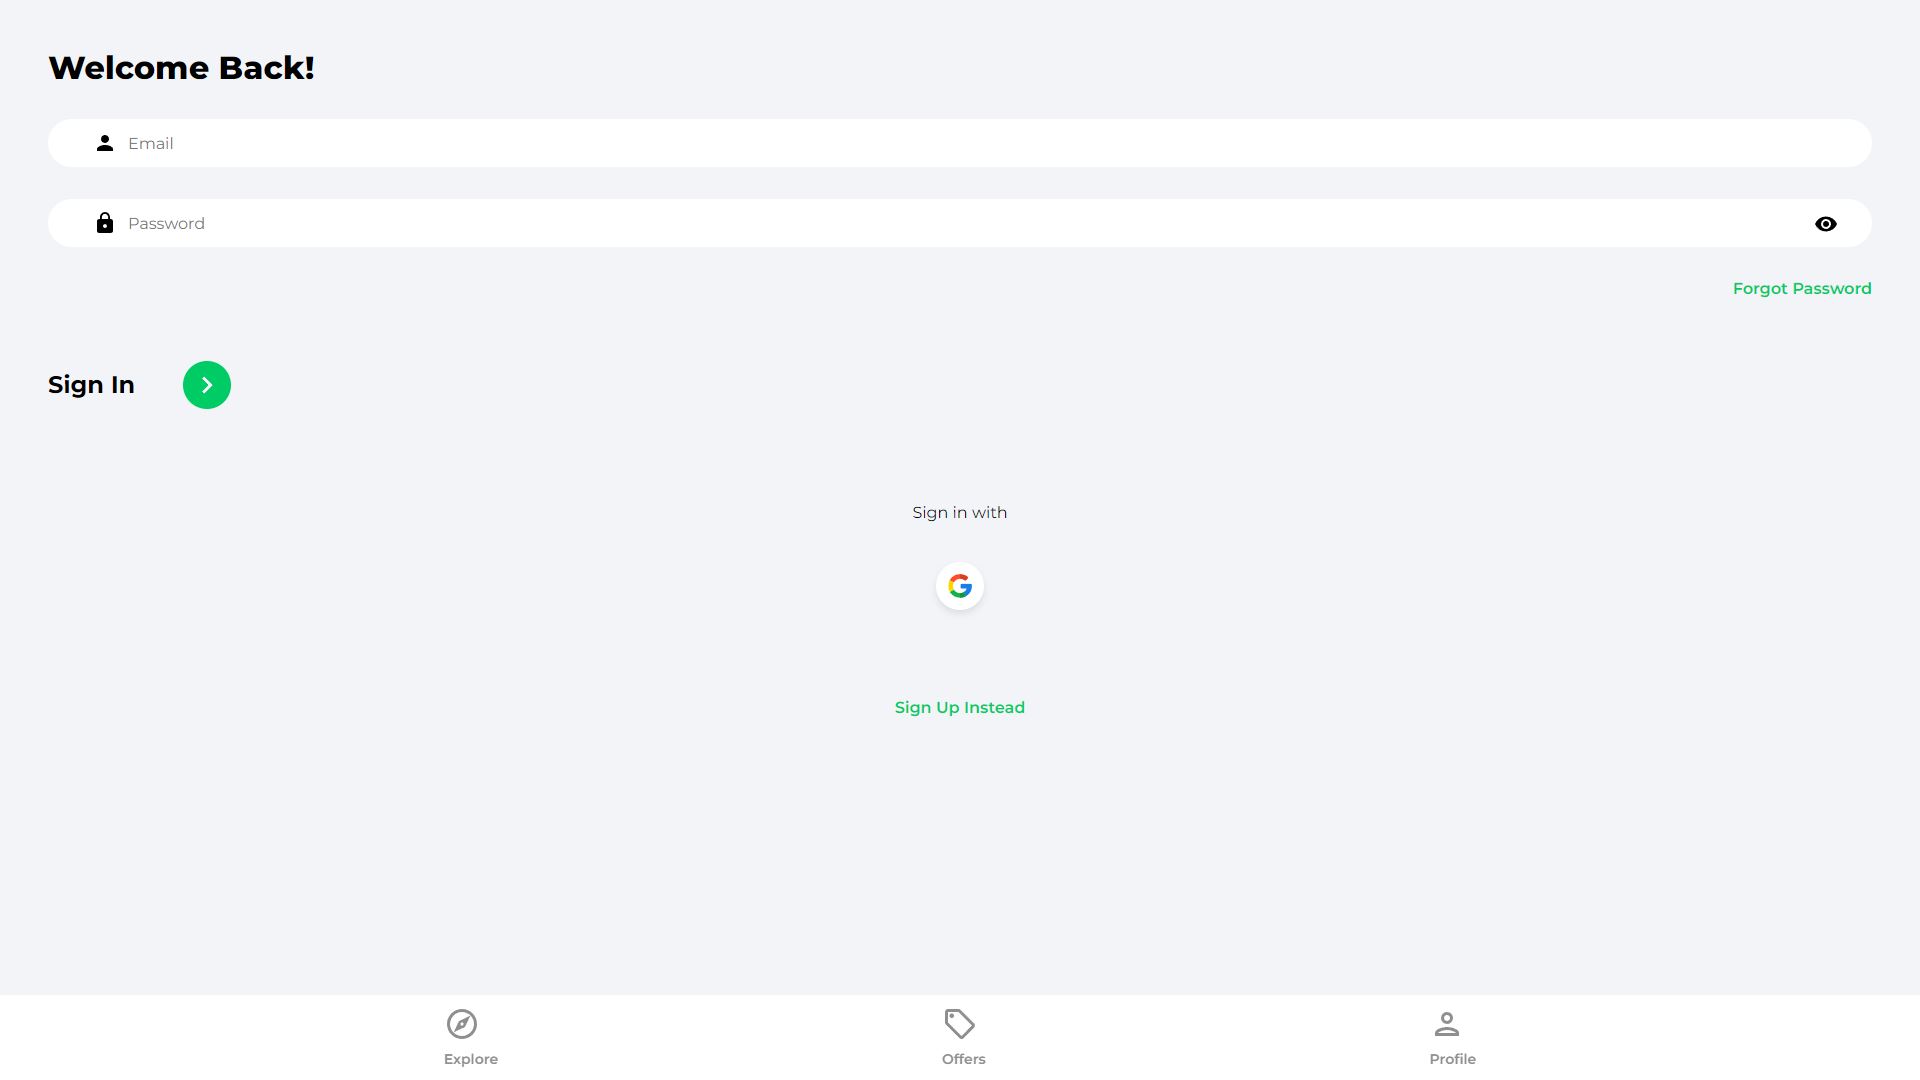 Welcome Back!
Email
Password
Forgot Password
Sign In
Sign in with
Sign Up Instead
Explore
Offers
Profile